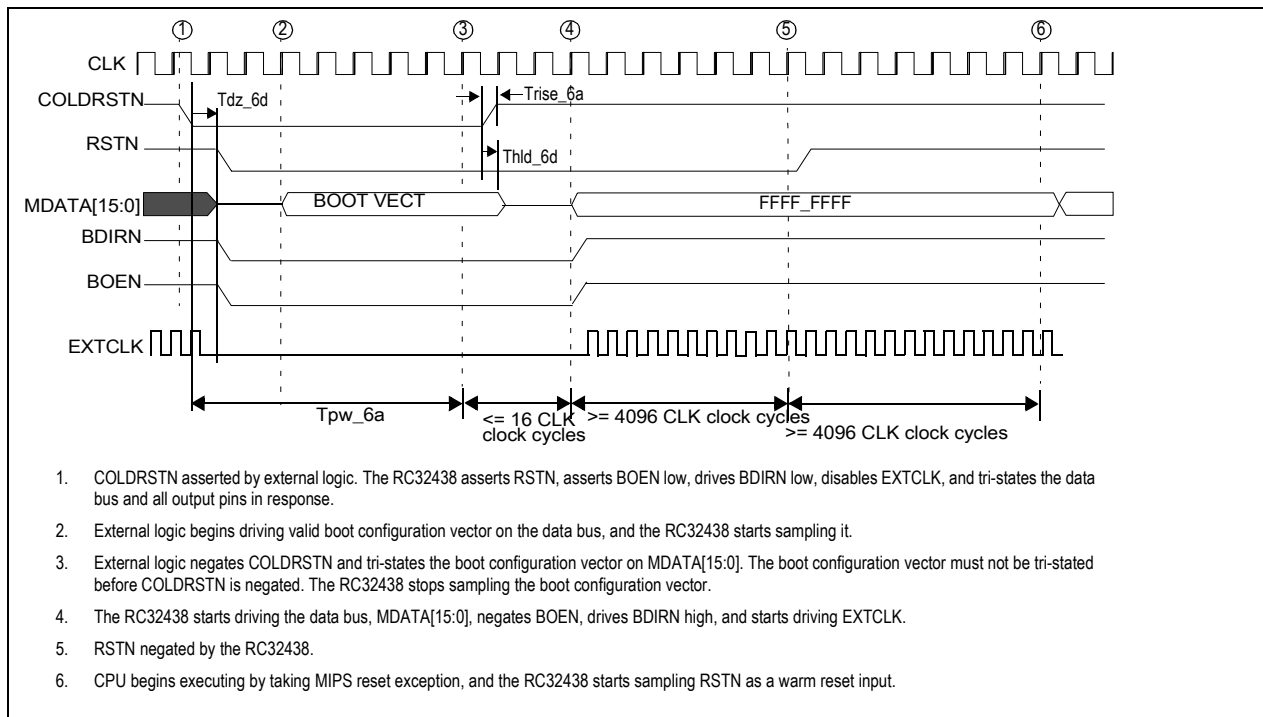 1 2 3 4 5 6
CLK
COLDRSTN
Tdz_6d
Trise_6a
RSTN
Thld_6d
MDATA[15:0]
BOOT VECT
FFFF_FFFF
BDIRN
BOEN
EXTCLK
Tpw_6a
<= 16 CLK
clock cycles
>= 4096 CLK clock cycles
>= 4096 CLK clock cycles
1. COLDRSTN asserted by external logic. The RC32438 asserts RSTN, asserts BOEN low, drives BDIRN low, disables EXTCLK, and tri-states the data
bus and all output pins in response.
2. External logic begins driving valid boot configuration vector on the data bus, and the RC32438 starts sampling it.
3. External logic negates COLDRSTN and tri-states the boot configuration vector on MDATA[15:0]. The boot configuration vector must not be tri-stated
before COLDRSTN is negated. The RC32438 stops sampling the boot configuration vector.
4. The RC32438 starts driving the data bus, MDATA[15:0], negates BOEN, drives BDIRN high, and starts driving EXTCLK.
5. RSTN negated by the RC32438.
6. CPU begins executing by taking MIPS reset exception, and the RC32438 starts sampling RSTN as a warm reset input.